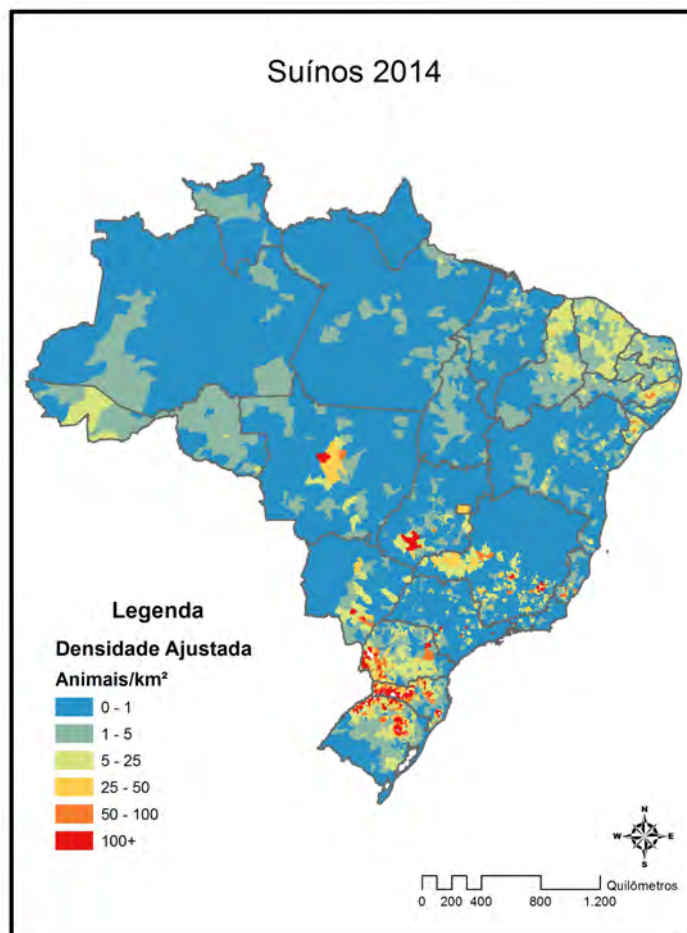 Suínos 2014
Legenda
Densidade Ajustada
Animais/km²
0 - 1
1 - 5
5 - 25
25 - 50
50 - 100
100+
N
W E
S
Quilômetros
0 200 400 800 1.200